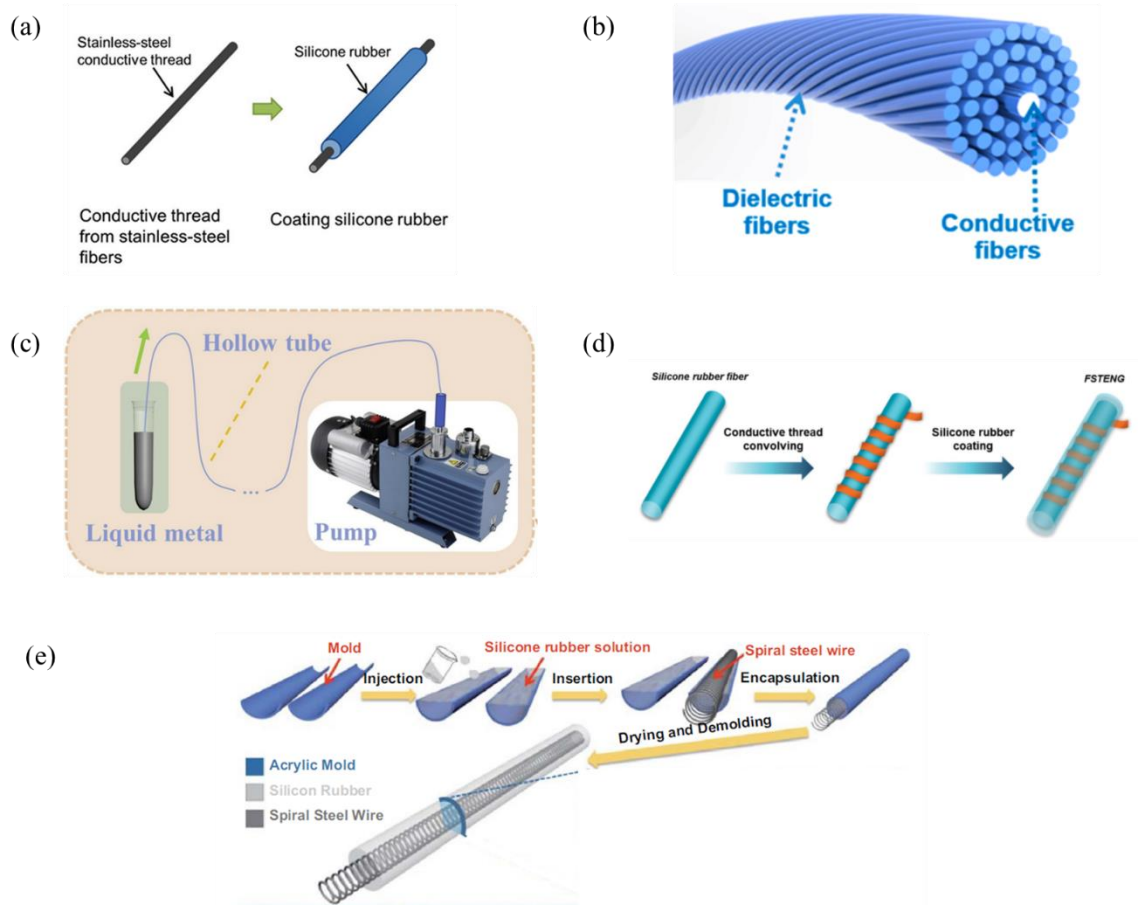 (a)
Stainless-steel
conductive thread
Silicone rubber
Conductive thread
from stainless-steel
fibers
Coating silicone rubber
(b)
Dielectric
fibers
Conductive
fibers
(c)
Hollow tube
...
Liquid metal
Pump
(d)
Silicone rubber fiber
FSTENG
Conductive thread
convolving
Silicone rubber
coating
(e)
Mold
Silicone rubber solution
Spiral steel wire
Injection
Insertion
Encapsulation
Drying and Demolding
Acrylic Mold
Silicon Rubber
Spiral Steel Wire